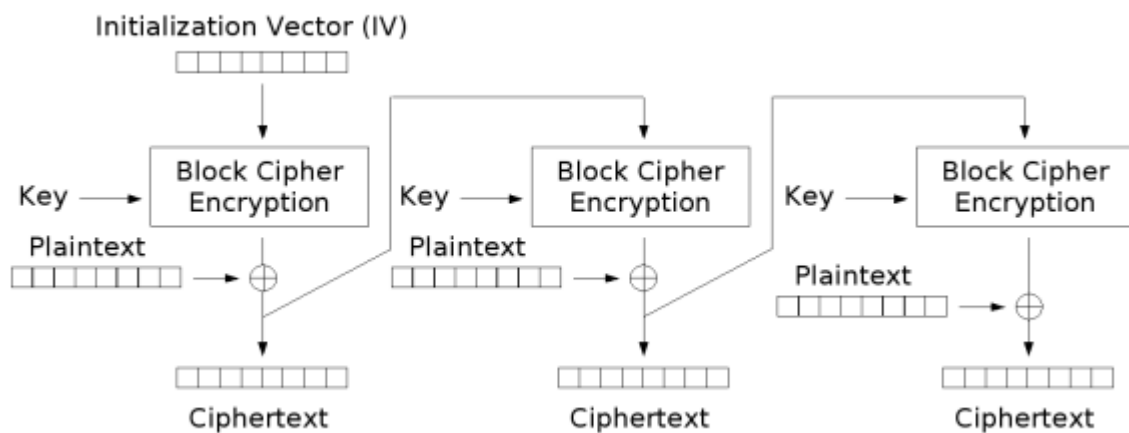 Initialization Vector (IV)
Block Cipher
Encryption
Key
Plaintext
Ciphertext
Block Cipher
Encryption
Key
Plaintext
Ciphertext
Block Cipher
Encryption
Key
Plaintext
Ciphertext